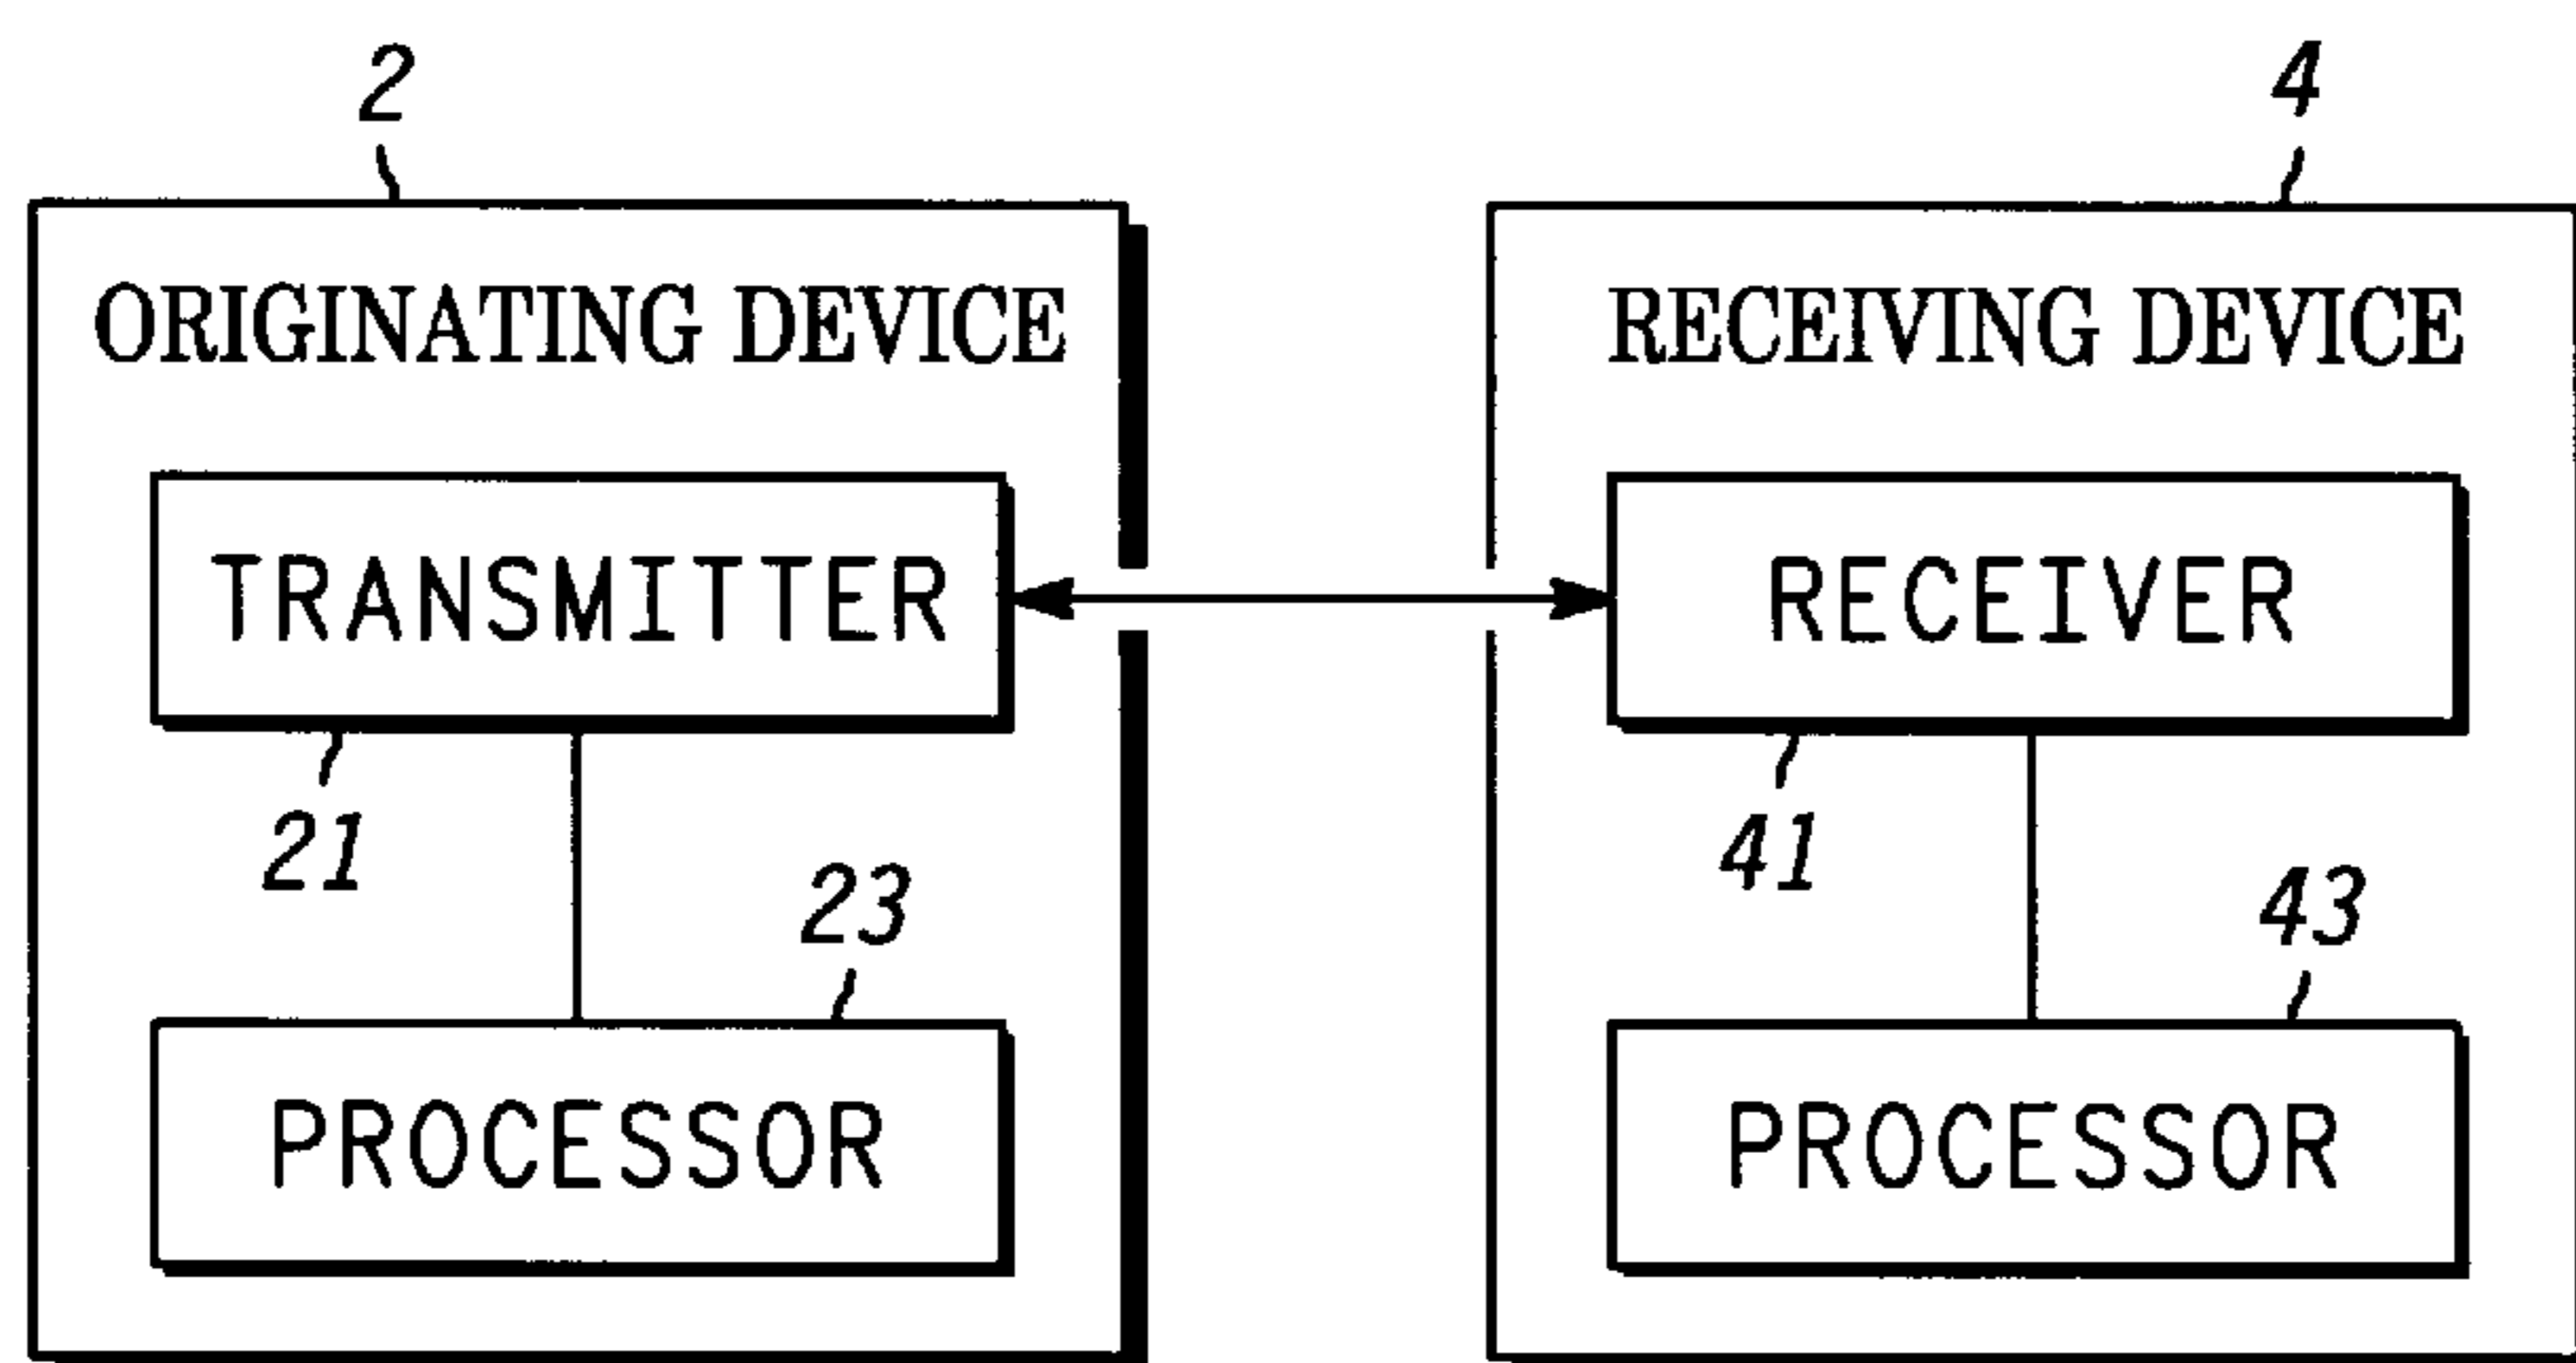 2
4
ORIGINATING DEVICE
RECEIVING DEVICE
TRANSMITTER
RECEIVER
21
41
23
43
PROCESSOR
PROCESSOR